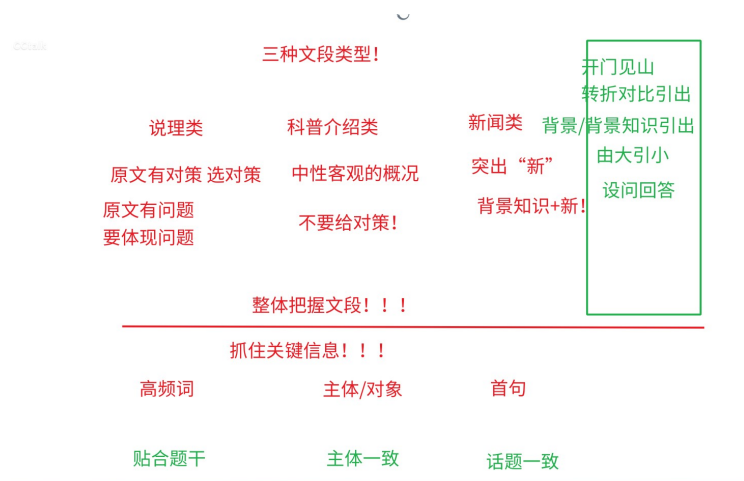 三种文段类型！
说理类 科普介绍类 新闻类
原文有对策 选对策 中性客观的概况 突出“新”
原文有问题
要体现问题
不要给对策！
背景知识+新！
开门见山
转折对比引出
背景/背景知识引出
由大引小
设问回答
整体把握文段！！！
抓住关键信息！！！
高频词 主体/对象 首句
贴合题干 主体一致 话题一致